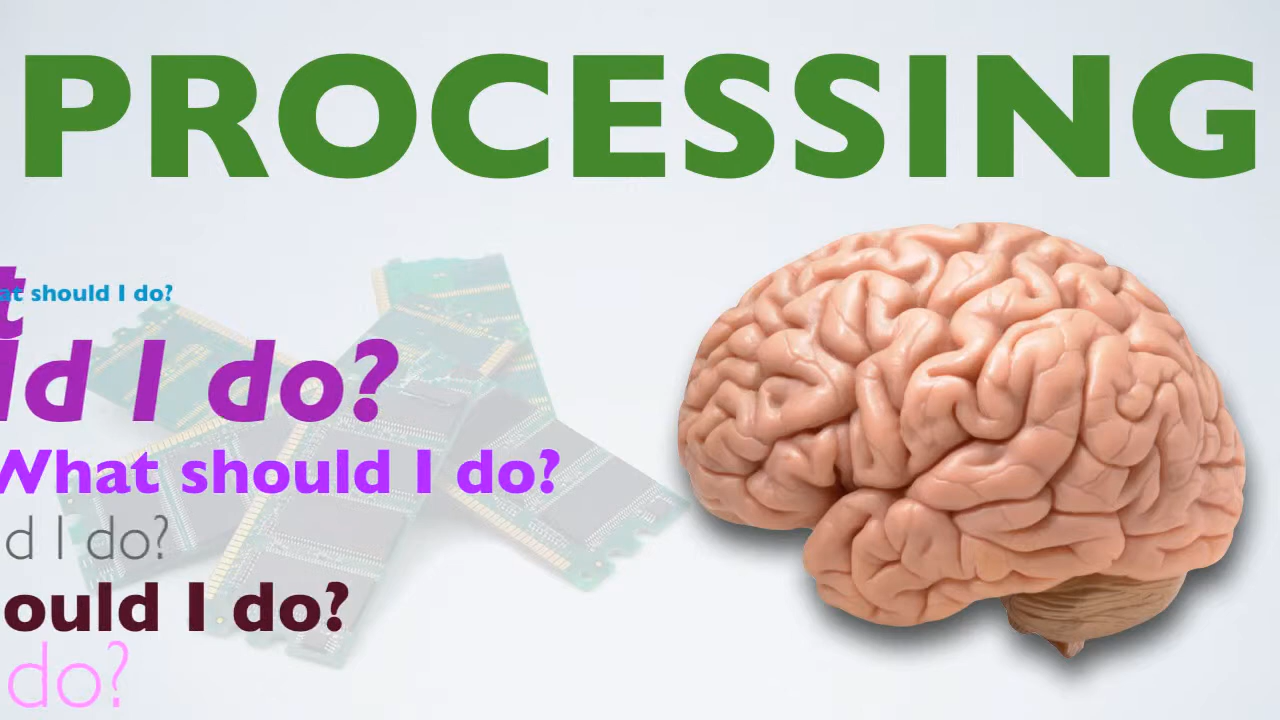 PROCESSING
t
at should I do?
ld I do?
What should I do?
d I do?
ould I do?
do?